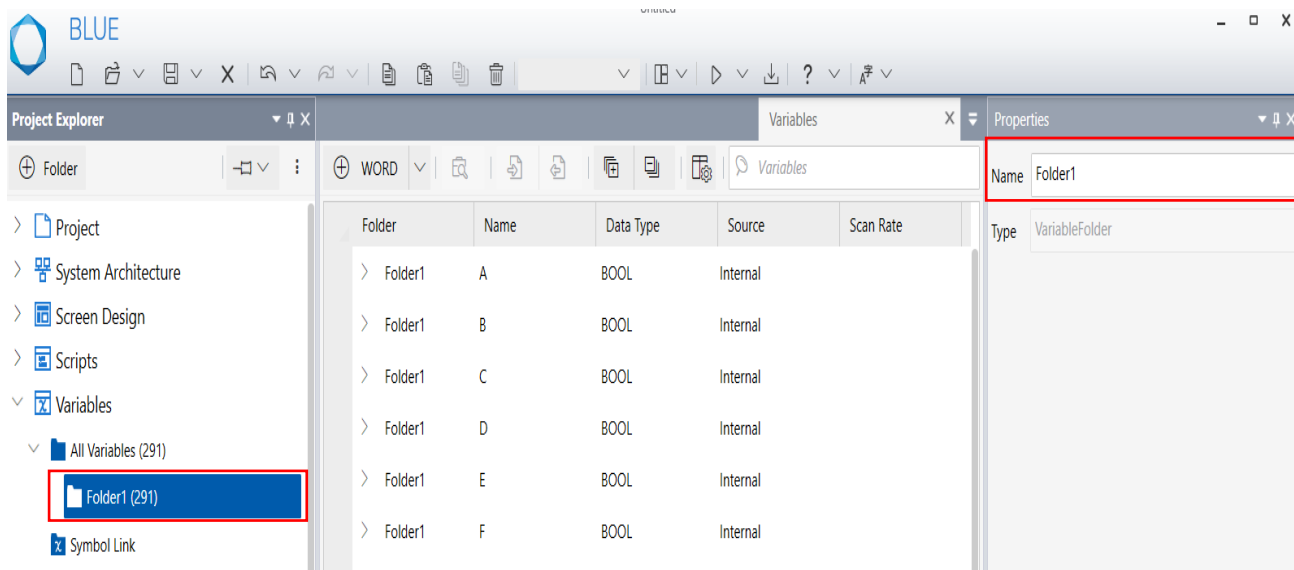 Untitled
BLUE
Project Explorer
Folder
Project
System Architecture
Screen Design
Scripts
Variables
All Variables (291)
Folder1 (291)
Symbol Link
Variables
WORD
Variables
Folder Name Data Type Source Scan Rate
Folder1 A BOOL Internal
Folder1 B BOOL Internal
Folder1 C BOOL Internal
Folder1 D BOOL Internal
Folder1 E BOOL Internal
Folder1 F BOOL Internal
Properties
Name Folder1
Type VariableFolder